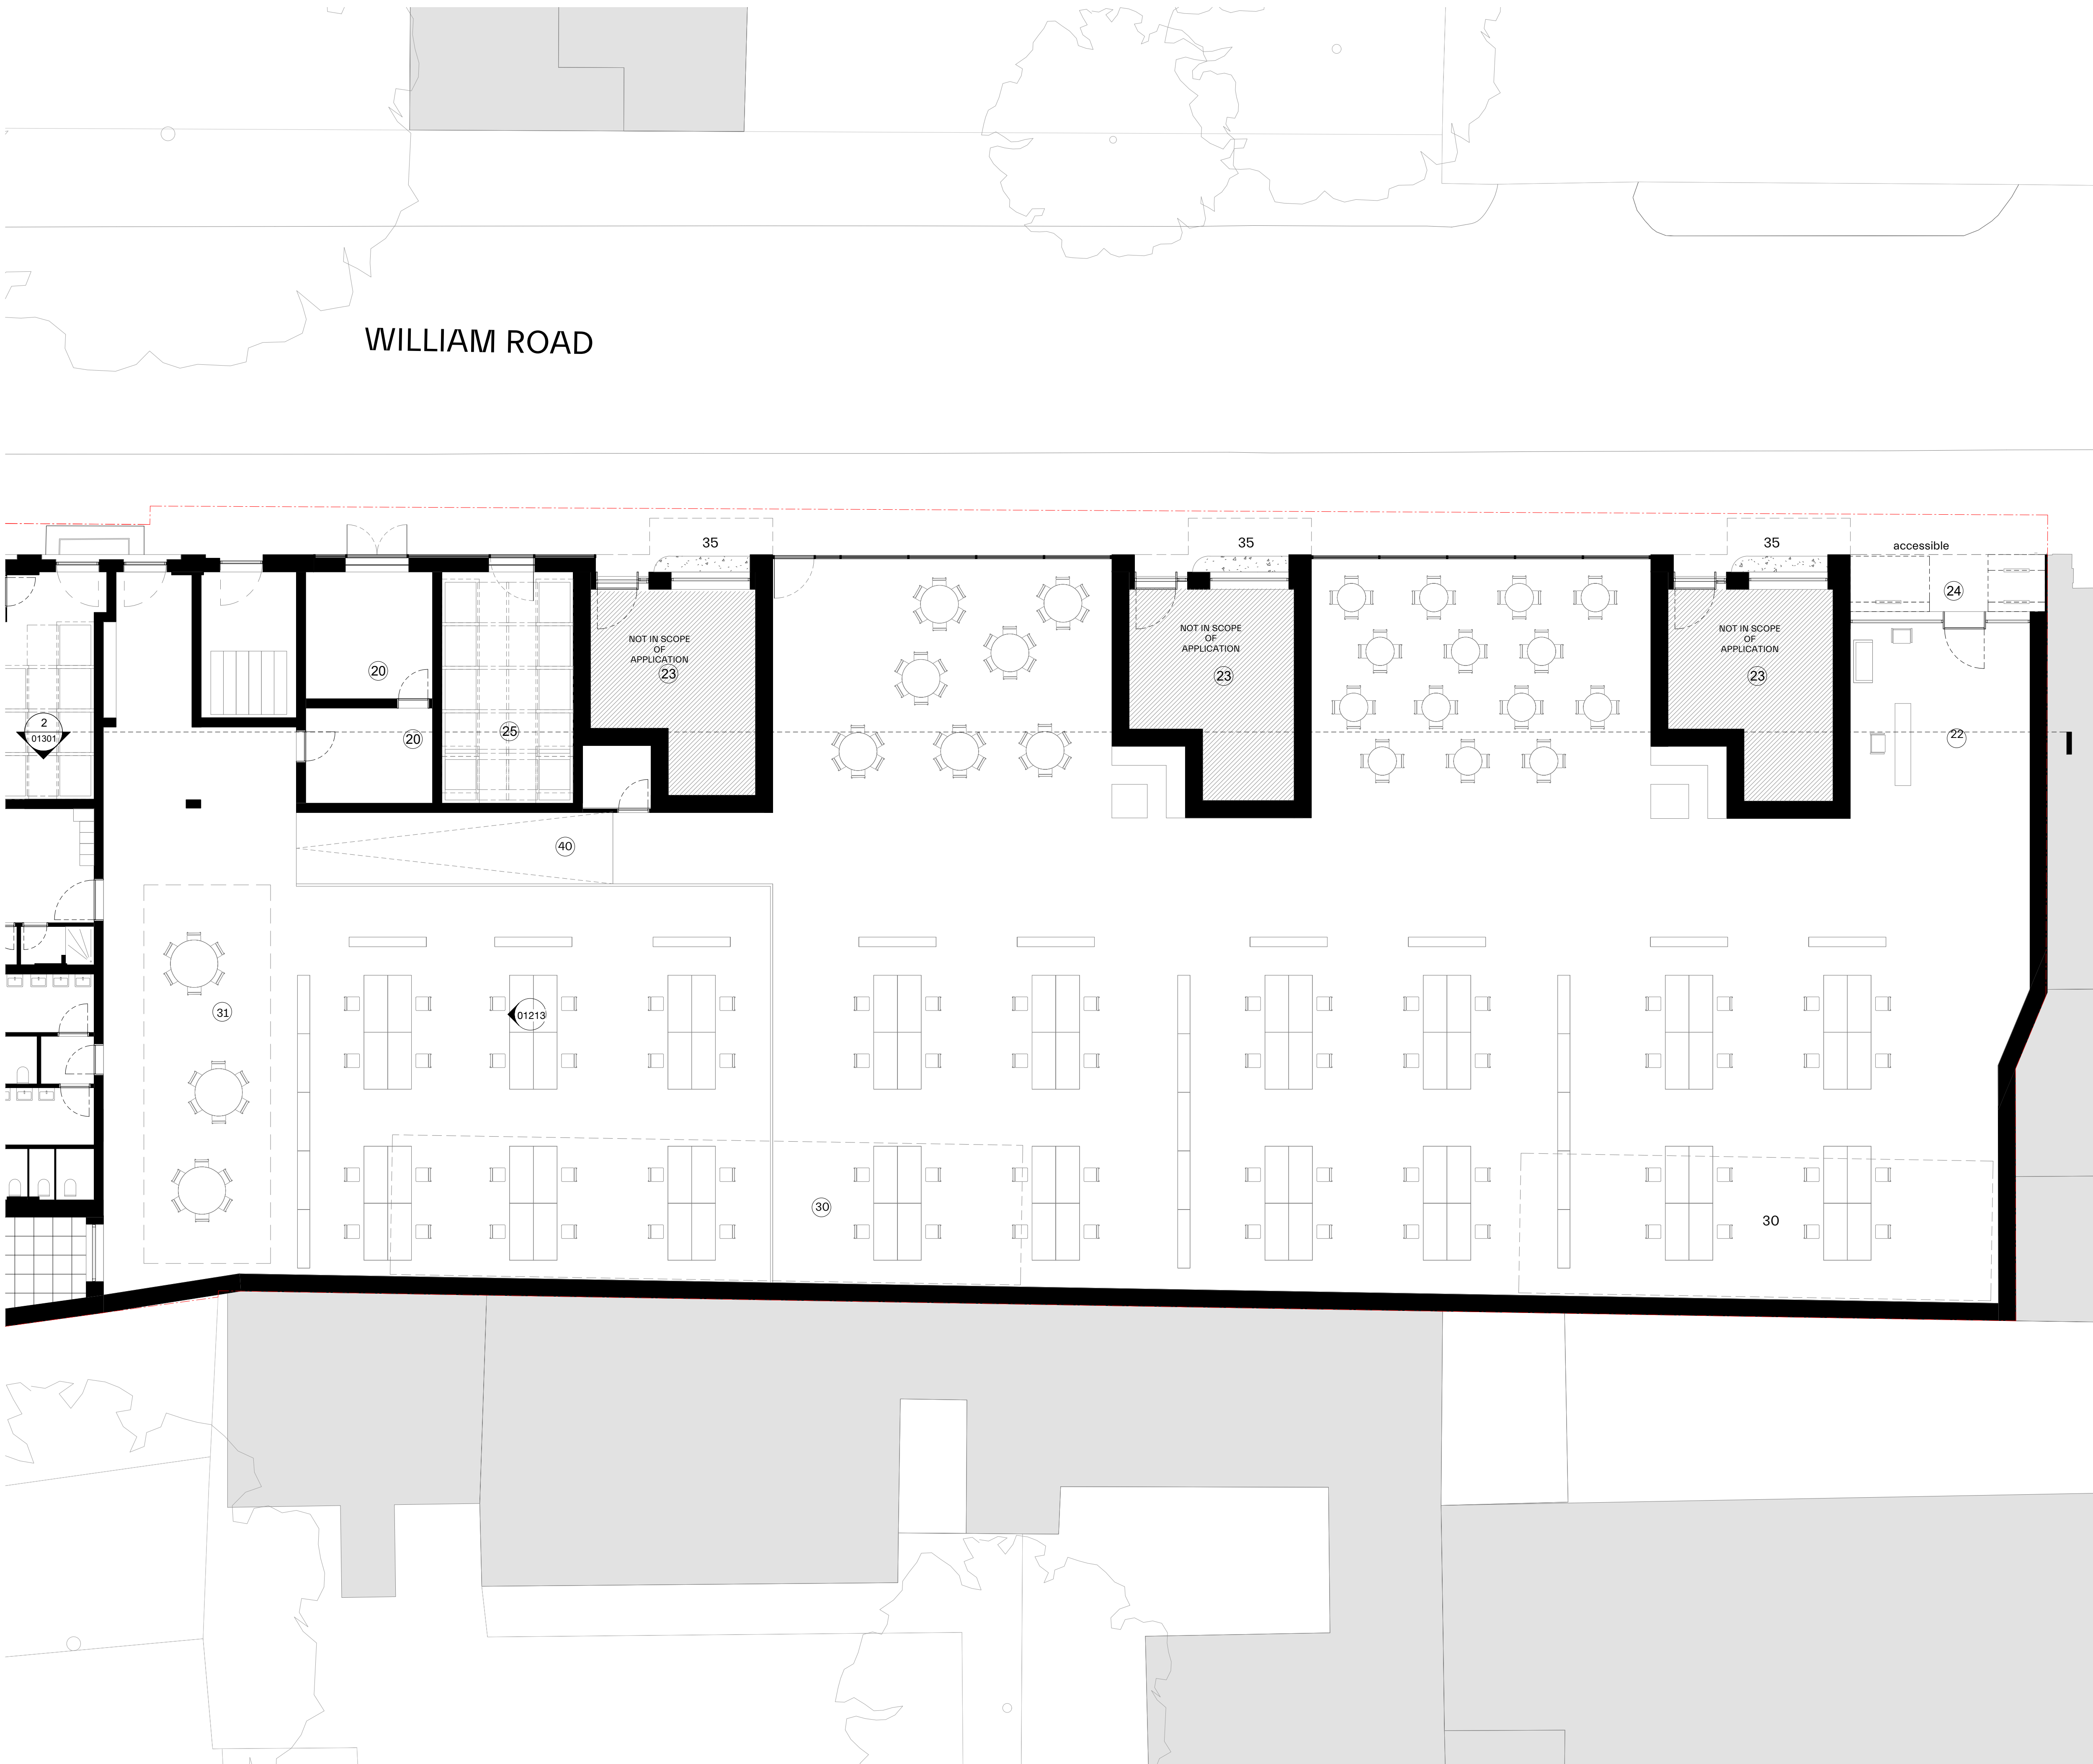 WILLIAM ROAD
35
35
35
accessible
24
NOT IN SCOPE
OF
APPLICATION
23
NOT IN SCOPE
OF
APPLICATION
23
NOT IN SCOPE
OF
APPLICATION
23
20
2
01301
25
20
22
40
31
01213
30
30